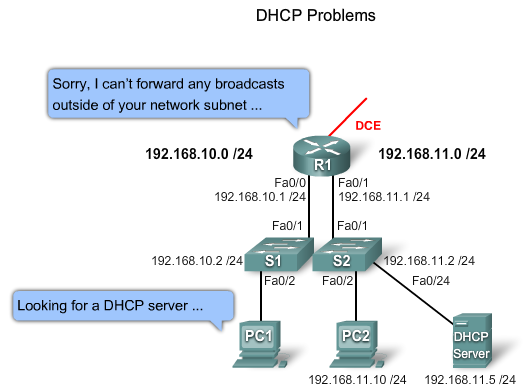 DHCP Problems
Sorry, I can't forward any broadcasts
outside of your network subnet ...
DCE
192.168.10.0 /24
192.168.11.0 /24
R1
Fa0/0
Fa0/1
192.168.10.1 /24
192.168.11.1 /24
Fa0/1
Fa0/1
192.168.10.2 /24
S1
S2
192.168.11.2 /24
Fa0/2
Fa0/2
Fa0/24
Looking for a DHCP server ...
PC1
PC2
DHCP
Server
192.168.11.10 /24
192.168.11.5 /24